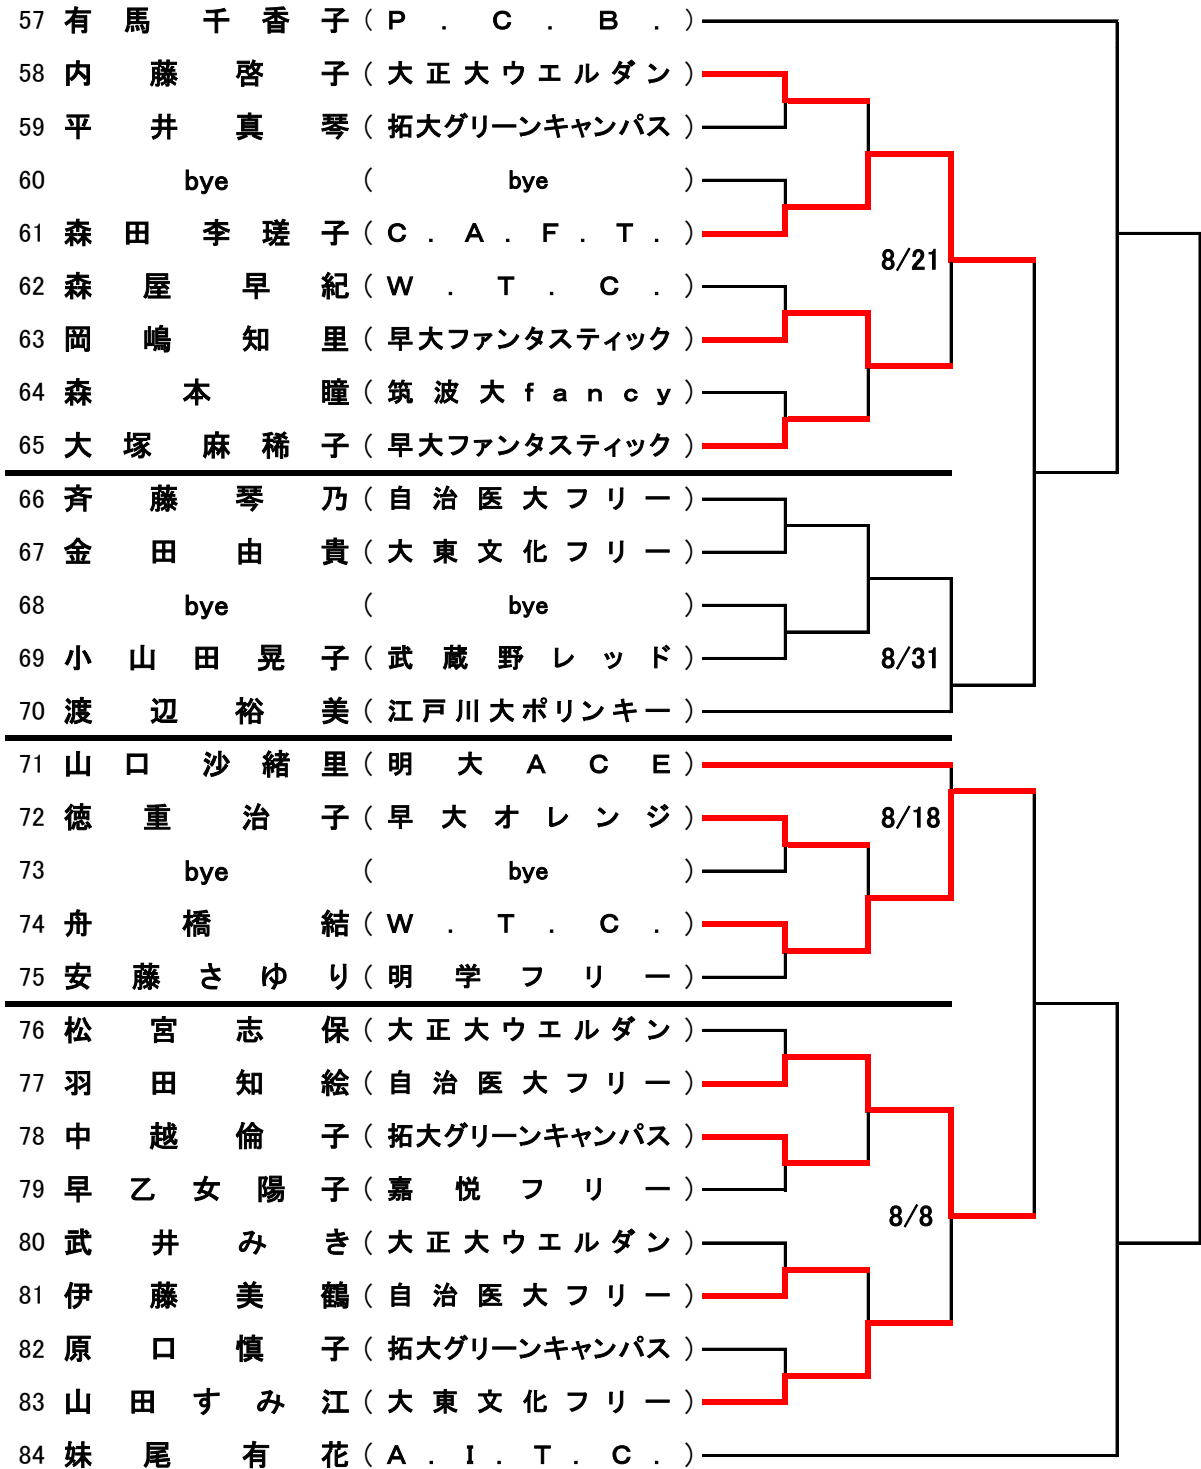 57 有馬 千香子 (P.C.B.)
58 内藤 啓子 (大正大ウエルダン)
59 平井 真琴 (拓大グリーンキャンパス)
60 bye (bye)
61 森田 李瑳子 (C.A.F.T.)
8/21
62 森屋 早紀 (W.T.C.)
63 岡嶋 知里 (早大ファンタスティック)
64 森本 瞳 (筑波大fancy)
65 大塚 麻稀子 (早大ファンタスティック)
66 斉藤 琴乃 (自治医大フリー)
67 金田 由貴 (大東文化フリー)
68 bye (bye)
69 小山田 晃子 (武蔵野レッド) 8/31
70 渡辺 裕美 (江戸川大ポリンキー)
71 山口 沙緒里 (明大ACE)
72 徳重 治子 (早大オレンジ) 8/18
73 bye (bye)
74 舟橋 結 (W.T.C.)
75 安藤 さゆり (明学フリー)
76 松宮 志保 (大正大ウエルダン)
77 羽田 知絵 (自治医大フリー)
78 中越 倫子 (拓大グリーンキャンパス)
79 早乙女 陽子 (嘉悦フリー)
8/8
80 武井 みき (大正大ウエルダン)
81 伊藤 美鶴 (自治医大フリー)
82 原口 慎子 (拓大グリーンキャンパス)
83 山田 すみ江 (大東文化フリー)
84 妹尾 有花 (A.I.T.C.)